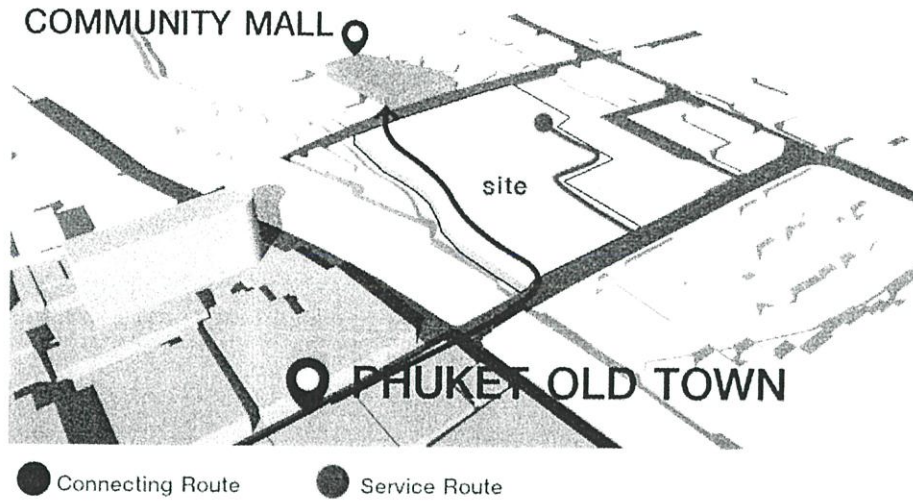 COMMUNITY MALL
site
PHUKET OLD TOWN
Connecting Route
Service Route